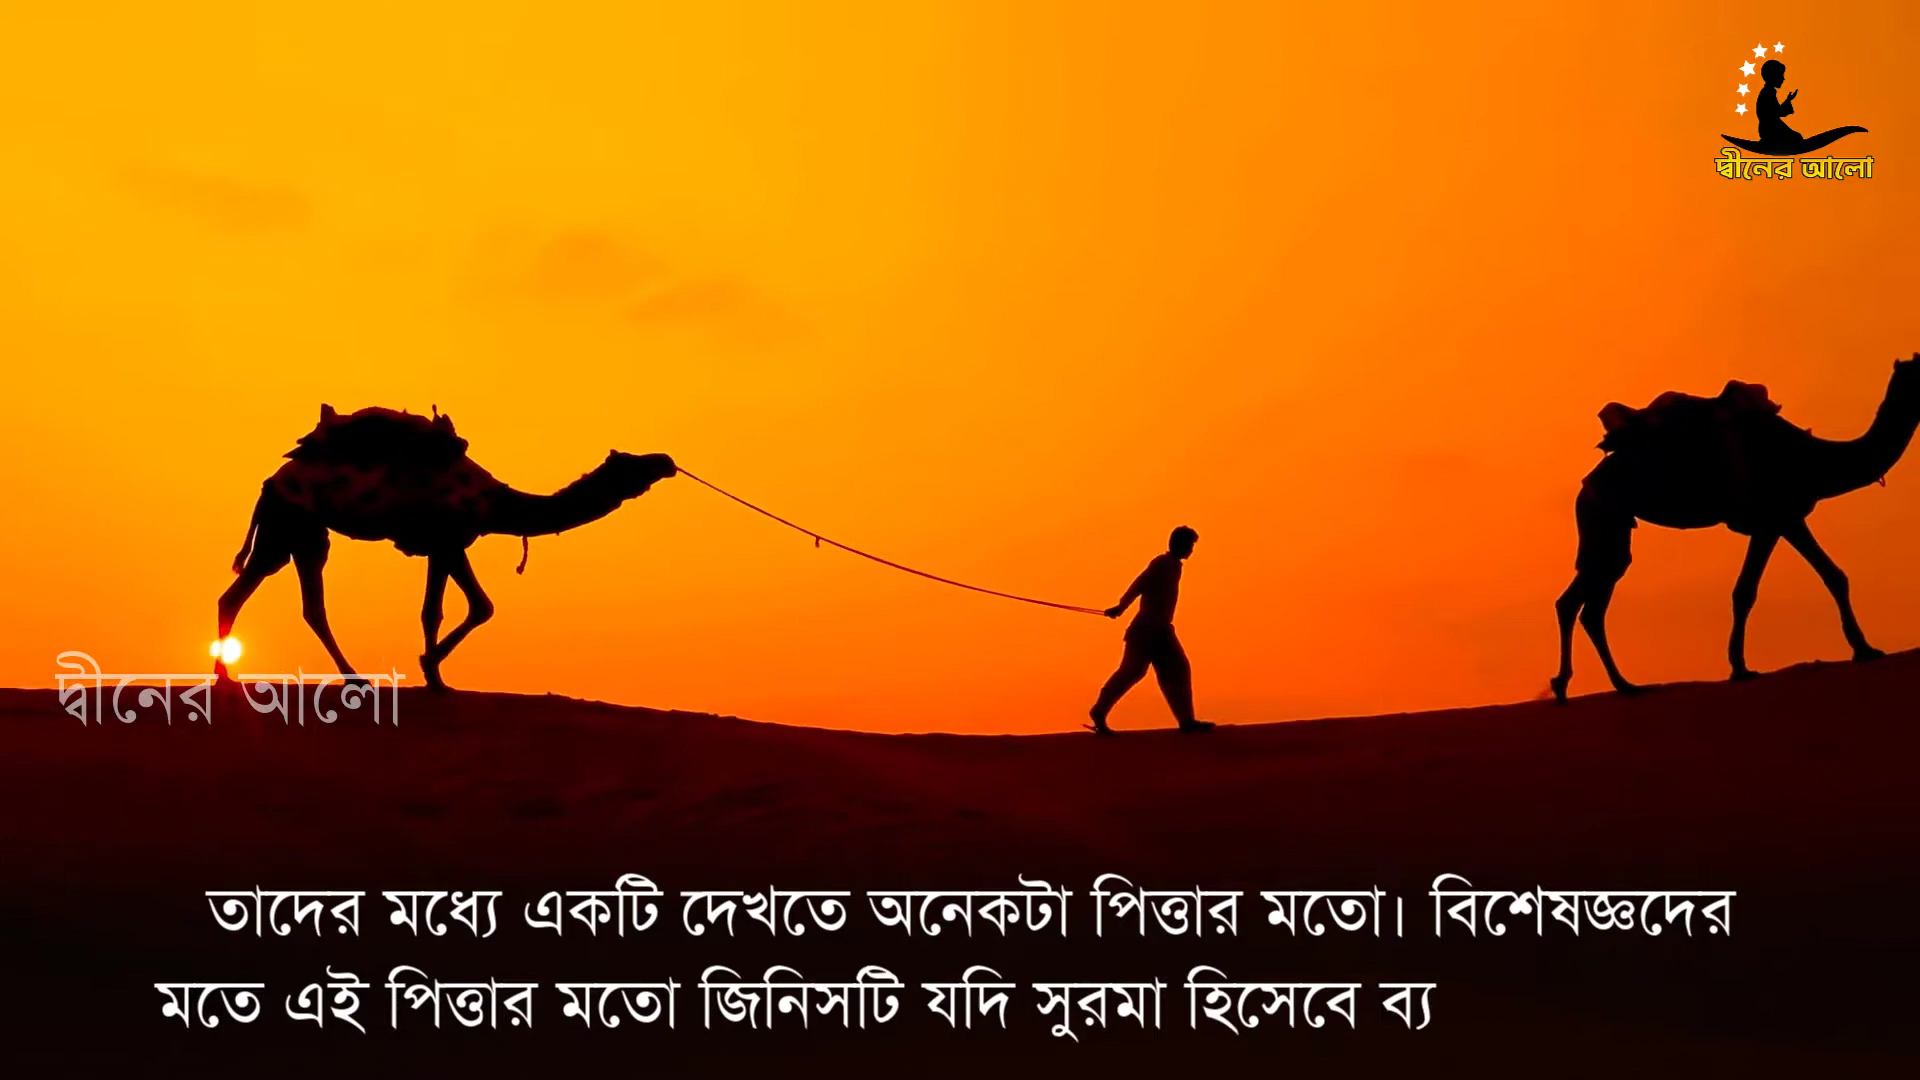 দ্বীনের আলো
দ্বীনের আলো
তাদের মধ্যে একটি দেখতে অনেকটা পিত্তার মতো। বিশেষজ্ঞদের
মতে এই পিত্তার মতো জিনিসটি যদি সুরমা হিসেবে ব্য